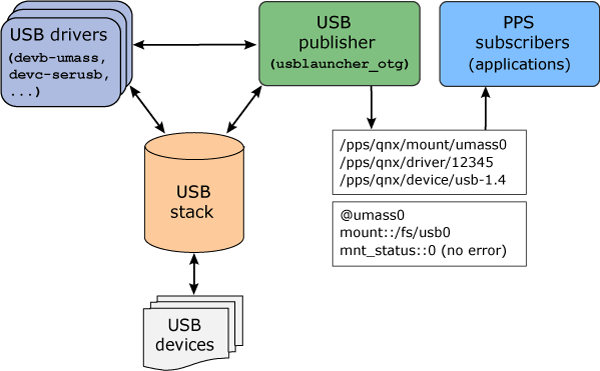 USB drivers
(devb-umass,
devc-serusb,
...)
USB
publisher
(usblauncher_otg)
PPS
subscribers
(applications)
/pps/qnx/mount/umass0
/pps/qnx/driver/12345
/pps/qnx/device/usb-1.4
@umass0
mount::/fs/usb0
mnt_status::0 (no error)
USB
stack
USB
devices